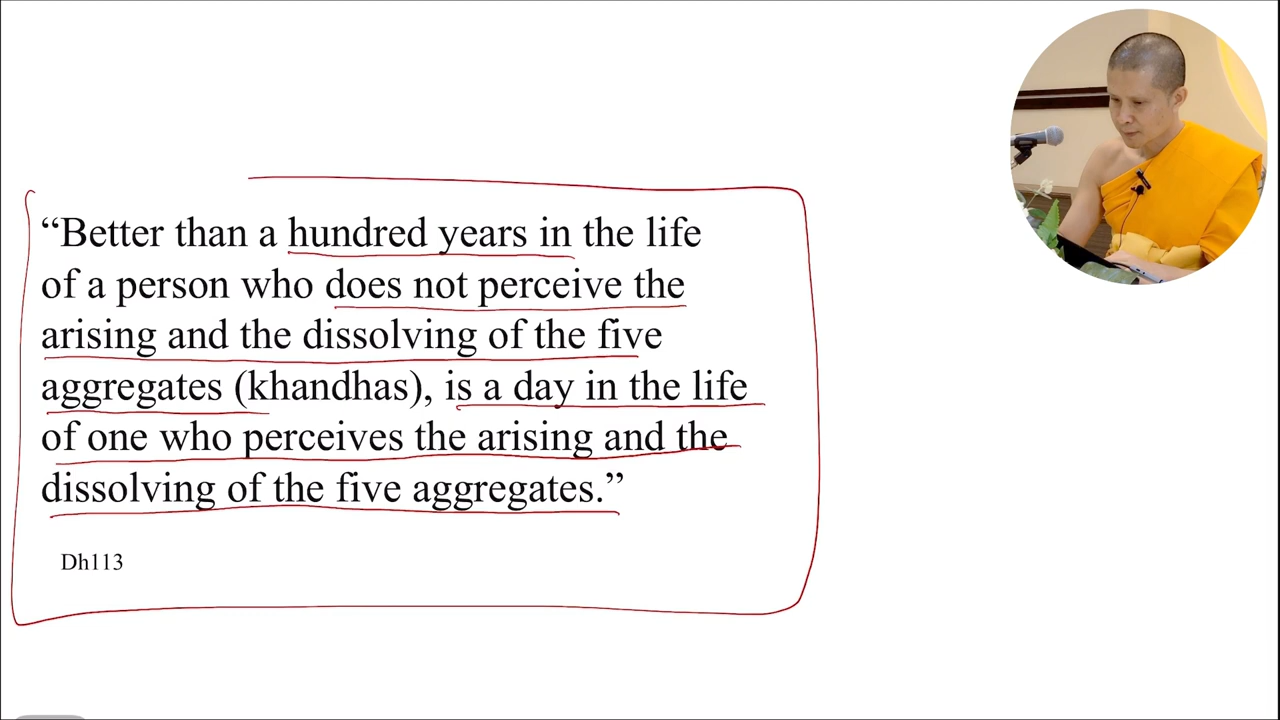 “Better than a hundred years in the life
of a person who does not perceive the
arising and the dissolving of the five
aggregates (khandhas), is a day in the life
of one who perceives the arising and the
dissolving of the five aggregates.”
Dh113